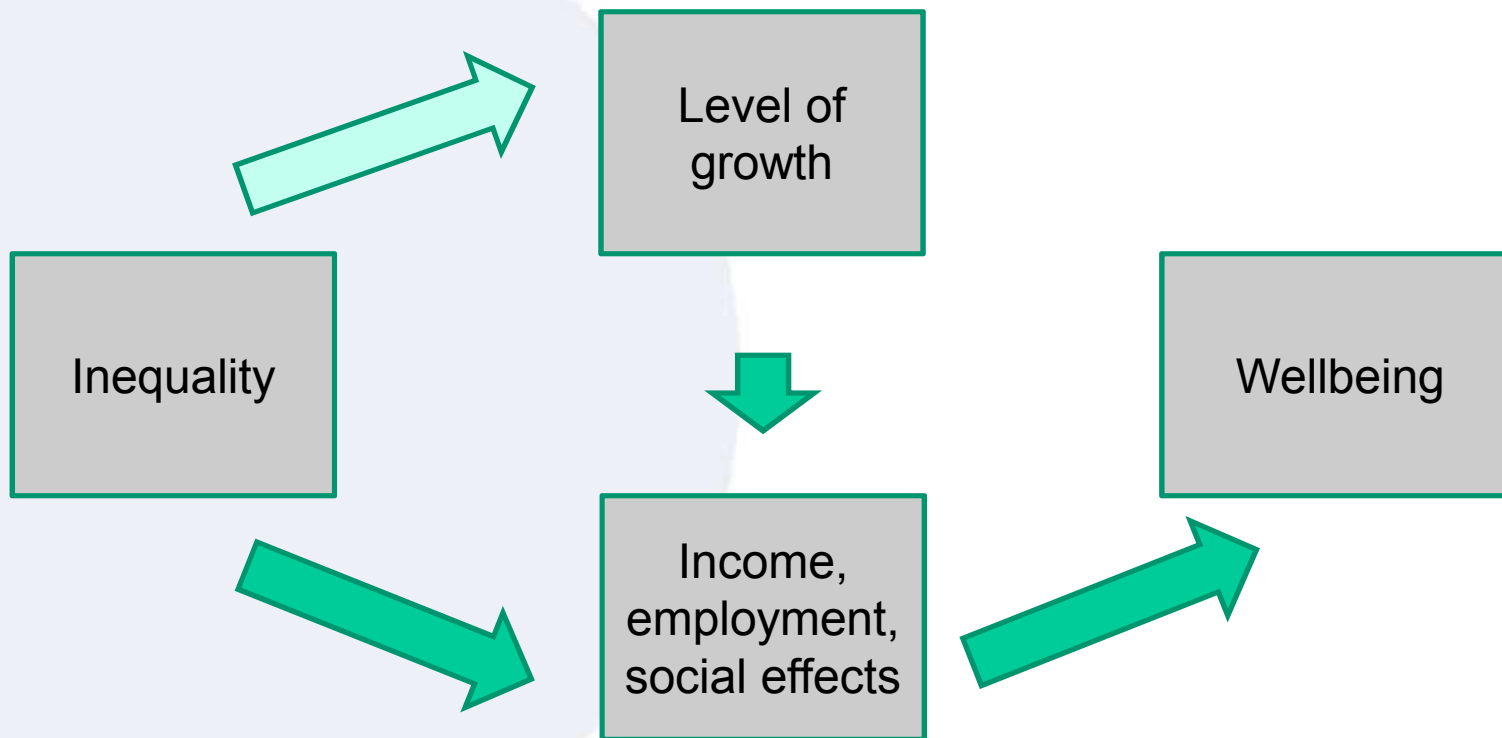 Level of
growth
Inequality
Wellbeing
Income,
employment,
social effects